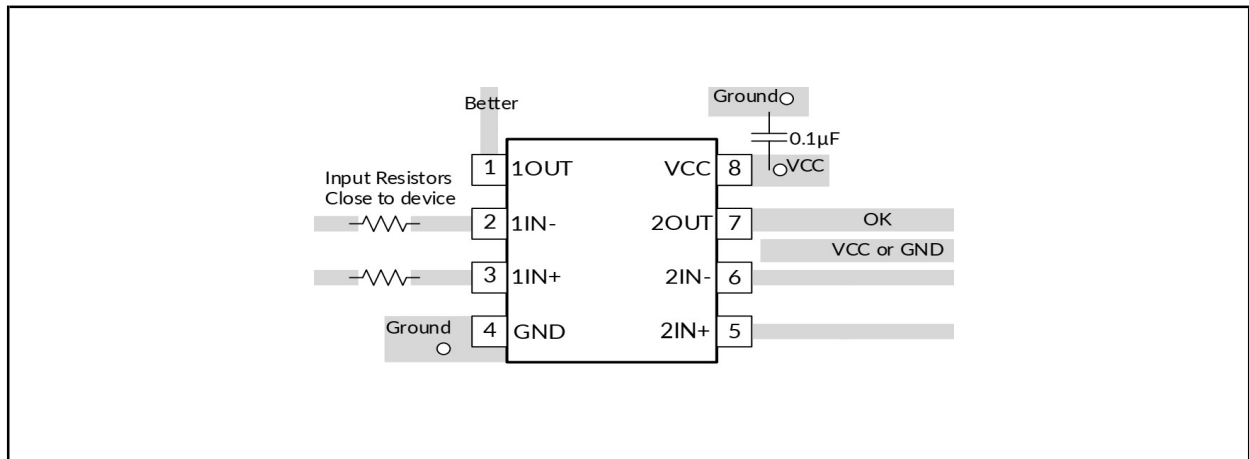 Better
Ground
0.1µF
1 1OUT VCC 8 VCC
Input Resistors
Close to device
2 1IN- 2OUT 7 OK
VCC or GND
3 1IN+ 2IN- 6
Ground
4 GND 2IN+ 5